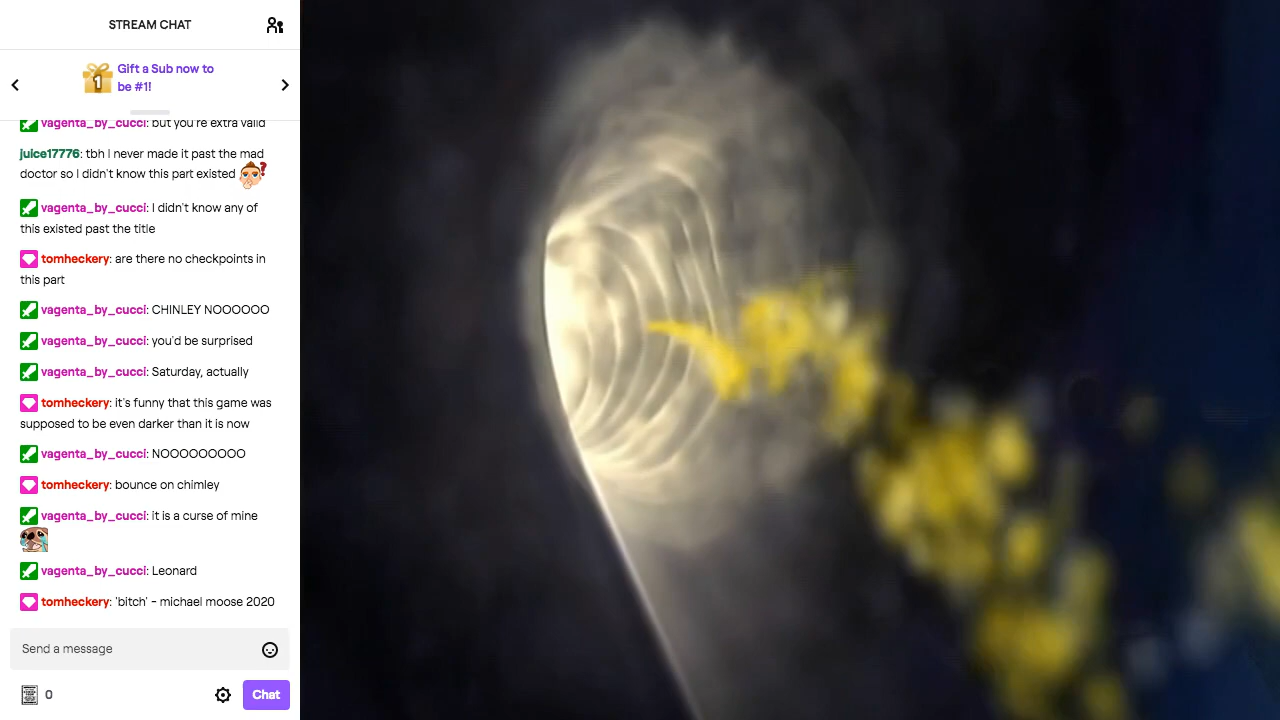 STREAM CHAT
Gift a Sub now to
be #1!
1
vagenta_by_cucci: but you're extra valid
juice17776: tbh I never made it past the mad
doctor so I didn't know this part existed
vagenta_by_cucci: I didn't know any of
this existed past the title
tomheckery: are there no checkpoints in
this part
vagenta_by_cucci: CHINLEY NOOOOOO
vagenta_by_cucci: you'd be surprised
vagenta_by_cucci: Saturday, actually
tomheckery: it's funny that this game was
supposed to be even darker than it is now
vagenta_by_cucci: NOOOOOOOOO
tomheckery: bounce on chimley
vagenta_by_cucci: it is a curse of mine
vagenta_by_cucci: Leonard
tomheckery: 'bitch' - michael moose 2020
Send a message
0
Chat